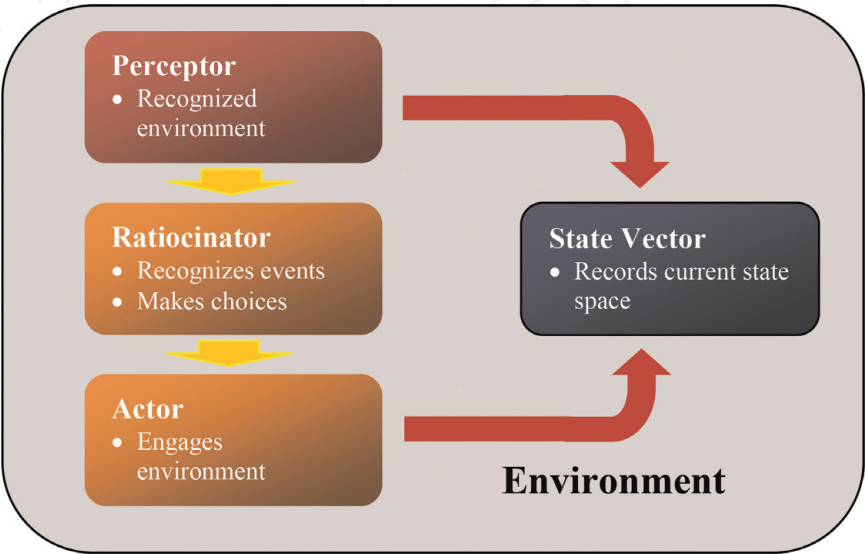 Perceptor
• Recognized
environment
Ratiocinator
• Recognizes events
• Makes choices
Actor
• Engages
environment
State Vector
• Records current state
space
Environment